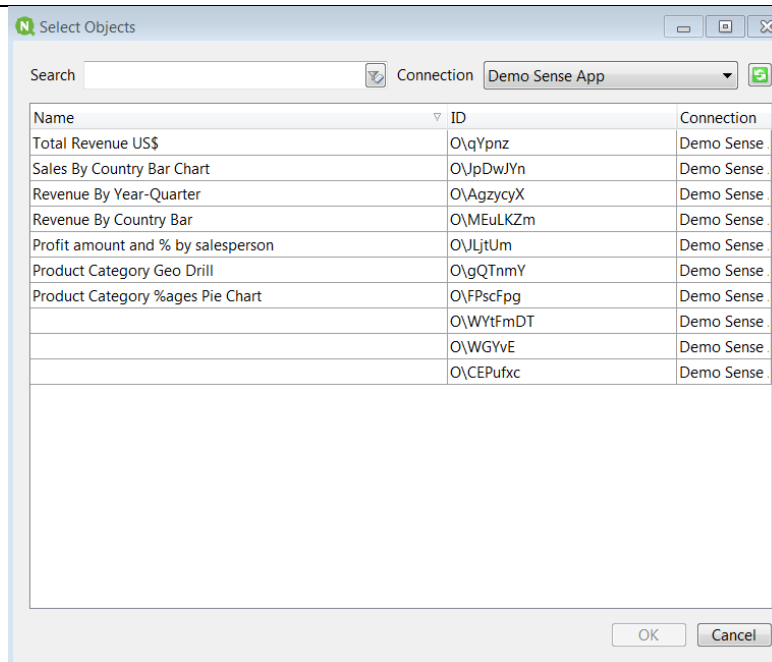 Select Objects
Search Connection Demo Sense App
Name ID Connection
Total Revenue US$ O\qYpnz Demo Sense
Sales By Country Bar Chart O\JpDwJYn Demo Sense
Revenue By Year-Quarter O\AgzycyX Demo Sense
Revenue By Country Bar O\MEuLKZm Demo Sense
Profit amount and % by salesperson O\JLjtUm Demo Sense
Product Category Geo Drill O\gQTnmY Demo Sense
Product Category %ages Pie Chart O\FPscFpg Demo Sense
O\WYtFmDT Demo Sense
O\WGYvE Demo Sense
O\CEPufxc Demo Sense
OK Cancel